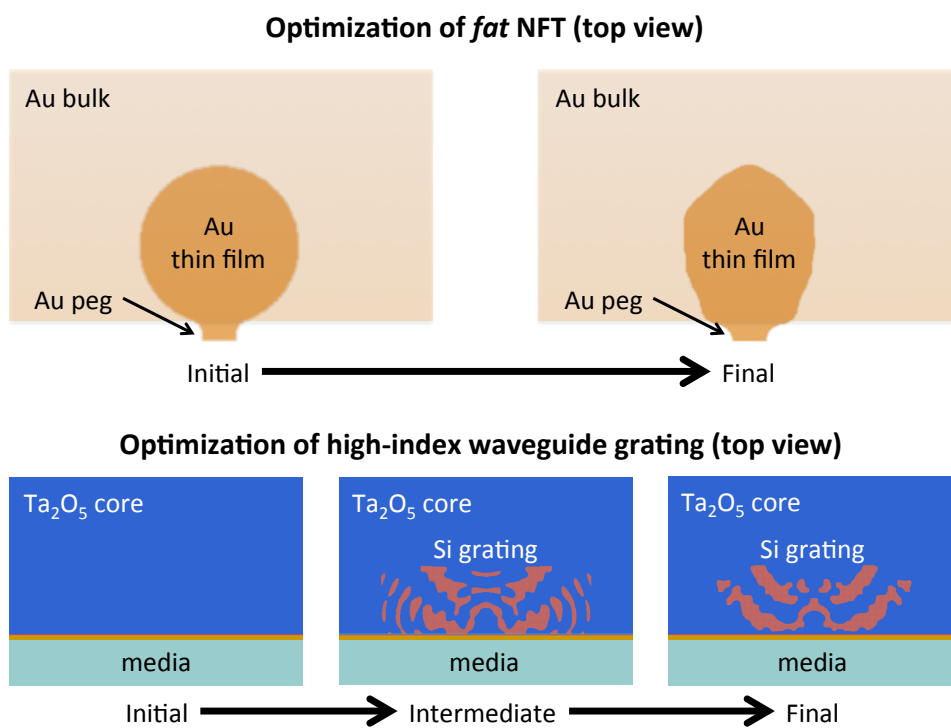 Optimization of fat NFT (top view)
Au bulk
Au
thin film
Au peg
Au bulk
Au
thin film
Au peg
Initial
Final
Optimization of high-index waveguide grating (top view)
Ta₂O₅ core
Ta₂O₅ core
Si grating
Ta₂O₅ core
Si grating
media
media
media
Initial
Intermediate
Final